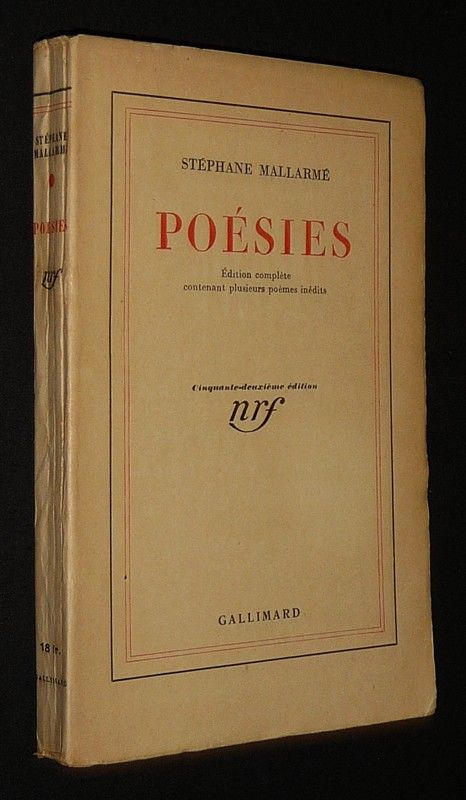 STÉPHANE MALLARMÉ
POÉSIES
Édition complète
contenant plusieurs poèmes inédits
Cinquante-deuxième édition
nrf
GALLIMARD
STÉPHANE
MALLARMÉ
POÉSIES
nrf
18 fr.
GALLIMARD